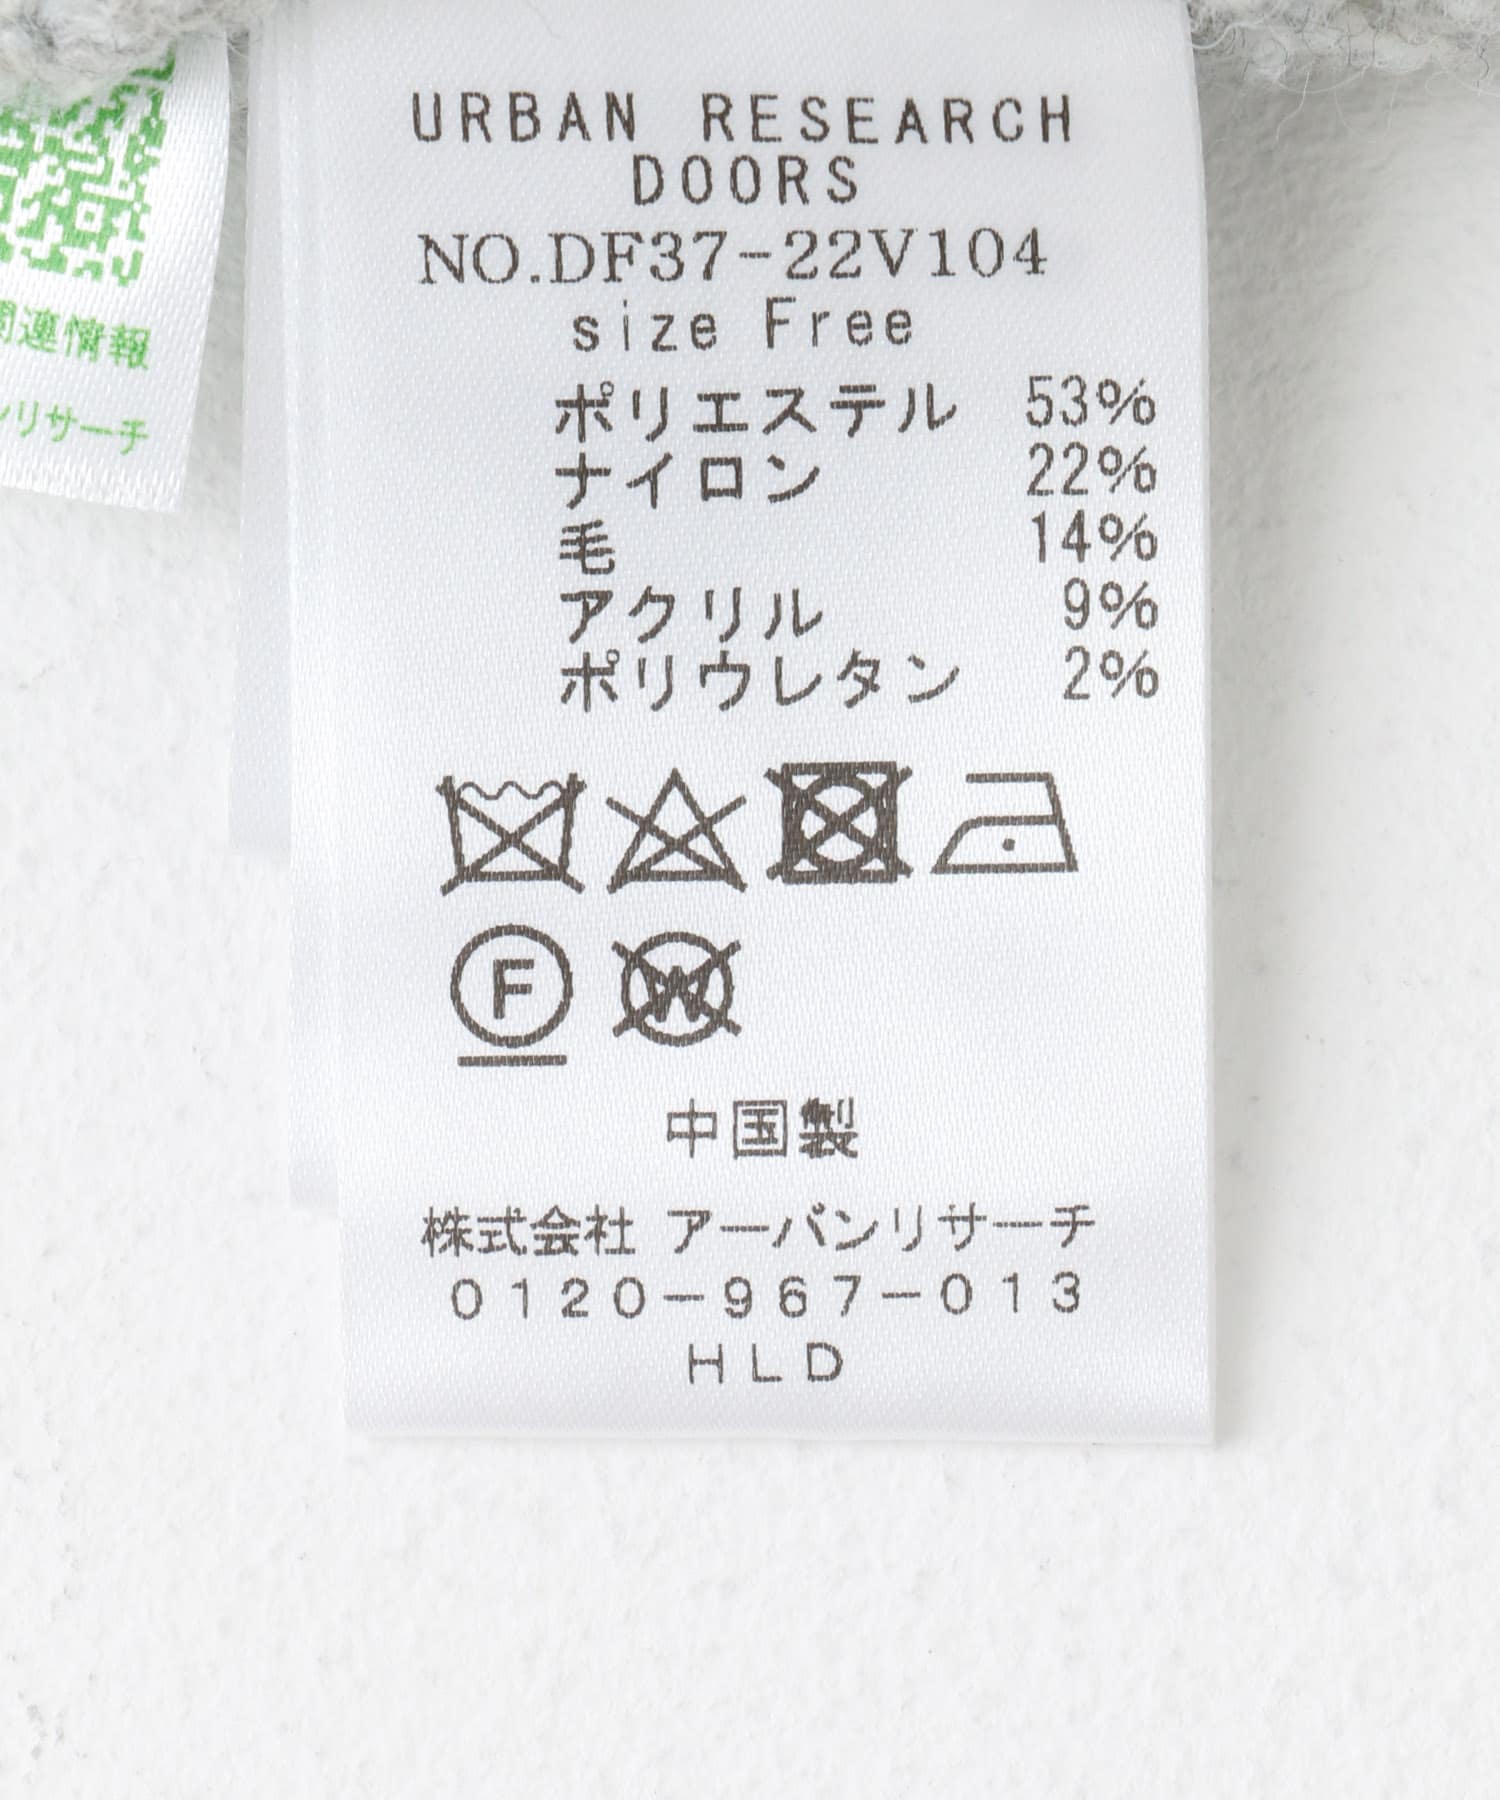 URBAN RESEARCH
DOORS
NO.DF37-22V104
size Free
ポリエステル 53%
ナイロン 22%
毛 14%
アクリル 9%
ポリウレタン 2%
F
W
中国製
株式会社 アーバンリサーチ
0120-967-013
HLD
関連情報
ンリサーチ